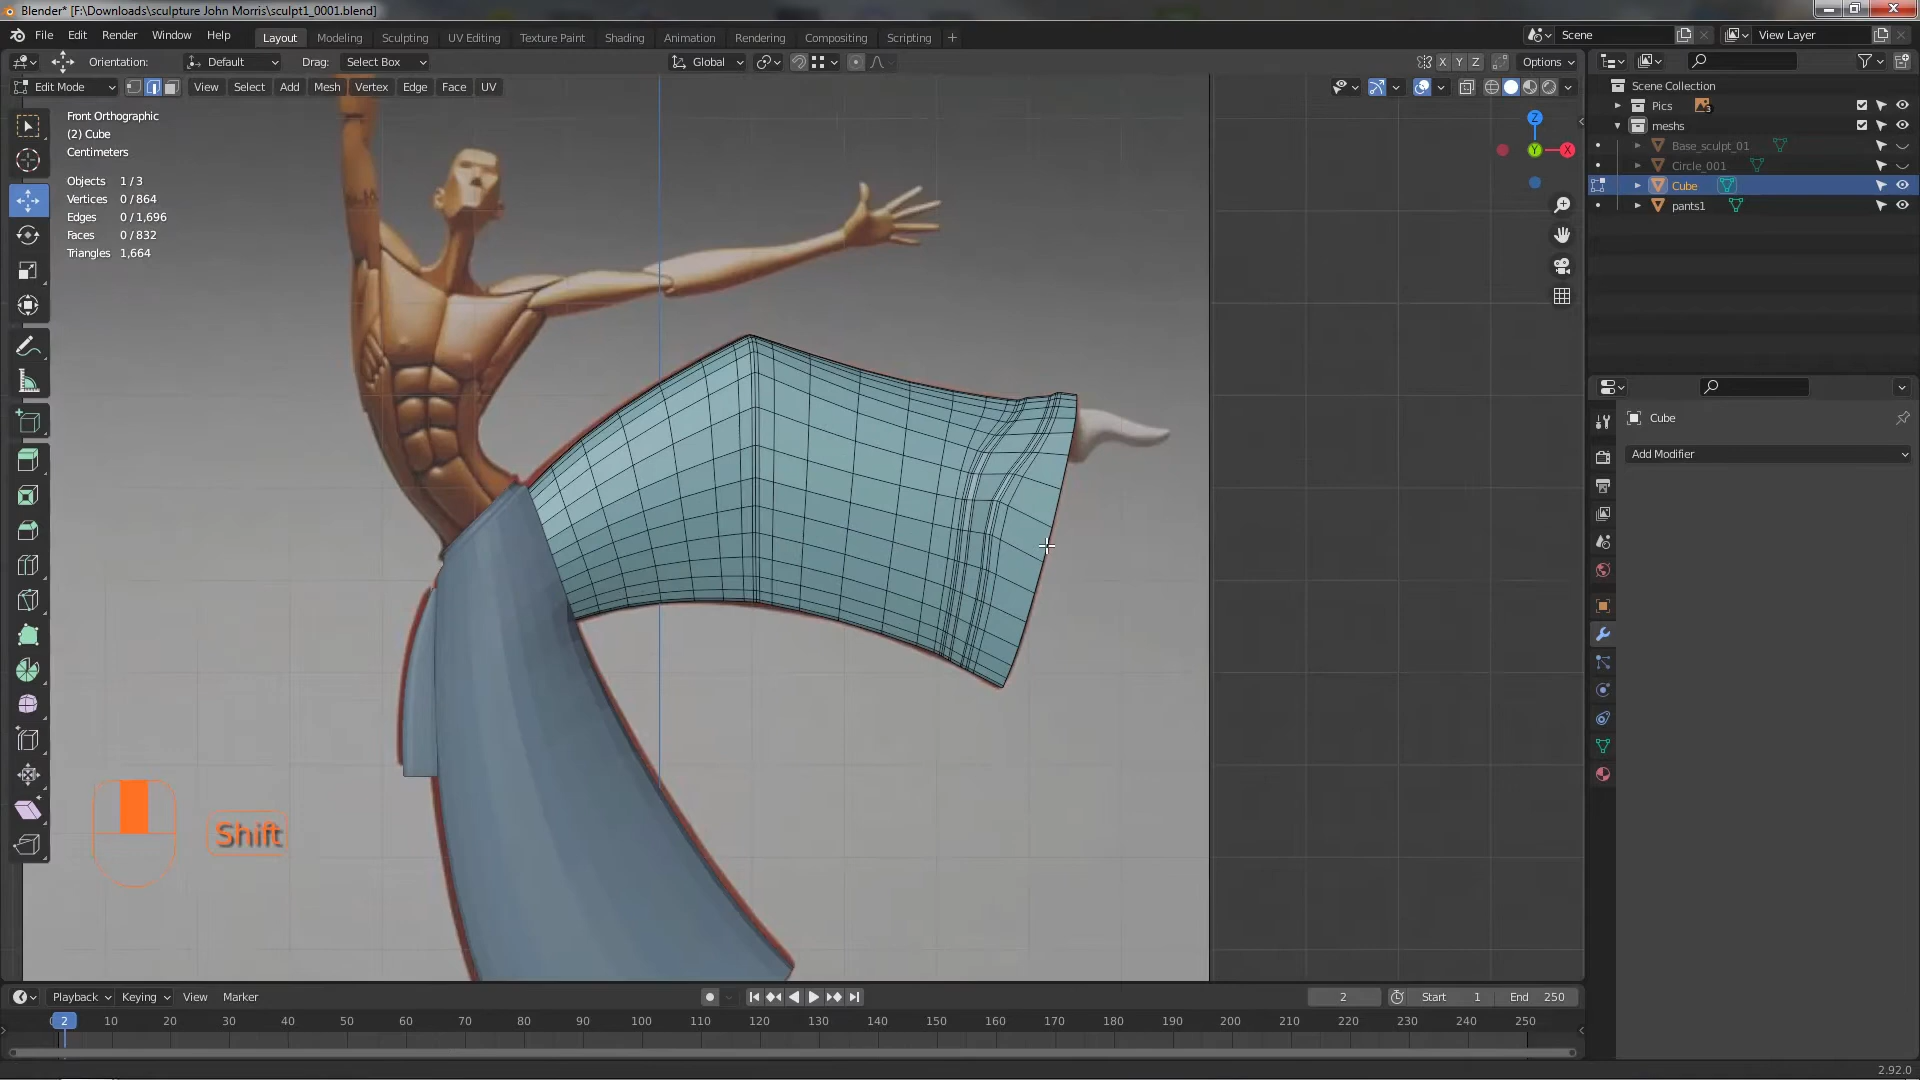 Blender* [F:\Downloads\sculpture John Morris\sculpt1_0001.blend]
File Edit Render Window Help Layout Modeling Sculpting UV Editing Texture Paint Shading Animation Rendering Compositing Scripting + Scene View Layer
Orientation: Default Drag: Select Box Global X Y Z Options
Edit Mode View Select Add Mesh Vertex Edge Face UV
Front Orthographic
(2) Cube
Centimeters
Objects 1/3
Vertices 0/864
Edges 0/1,696
Faces 0/832
Triangles 1,664
Z
Y X
Scene Collection
Pics 3
meshs
Base_sculpt_01
Circle_001
Cube
pants1
Cube
Add Modifier
Shift
Playback Keying View Marker 2 Start 1 End 250
2 10 20 30 40 50 60 70 80 90 100 110 120 130 140 150 160 170 180 190 200 210 220 230 240 250
2.92.0